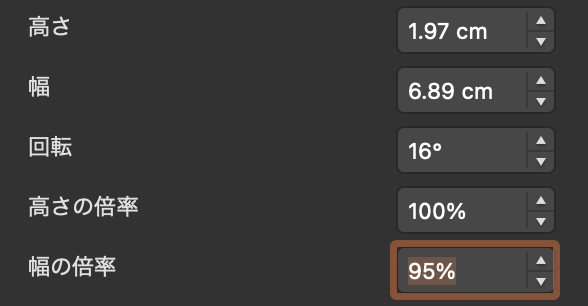 高さ 1.97 cm
幅 6.89 cm
回転 16°
高さの倍率 100%
幅の倍率 95%